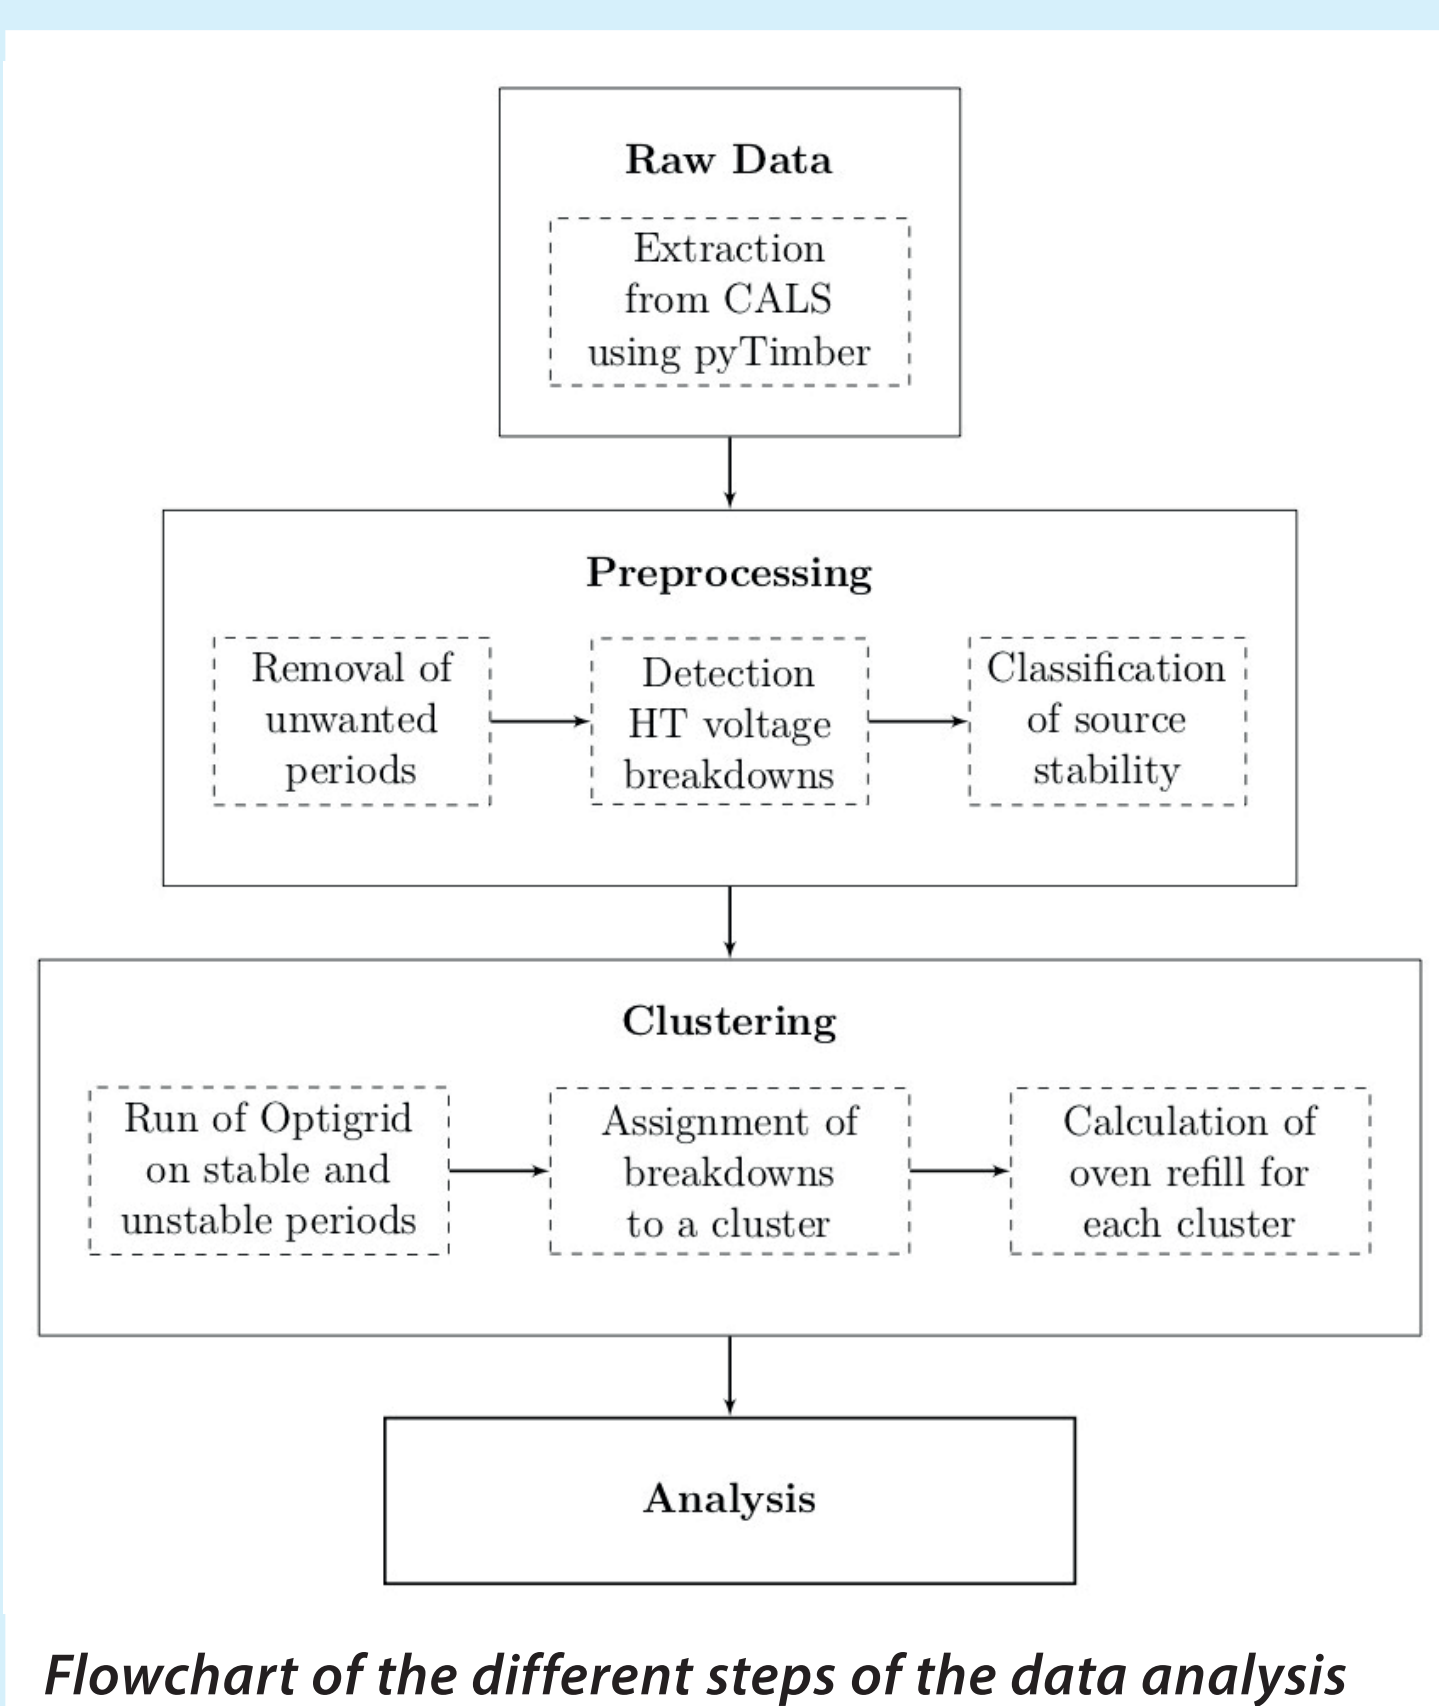 Raw Data
Extraction
from CALS
using pyTimber
Preprocessing
Removal of
unwanted
periods
Detection
HT voltage
breakdowns
Classification
of source
stability
Clustering
Run of Optigrid
on stable and
unstable periods
Assignment of
breakdowns
to a cluster
Calculation of
oven refill for
each cluster
Analysis
Flowchart of the different steps of the data analysis